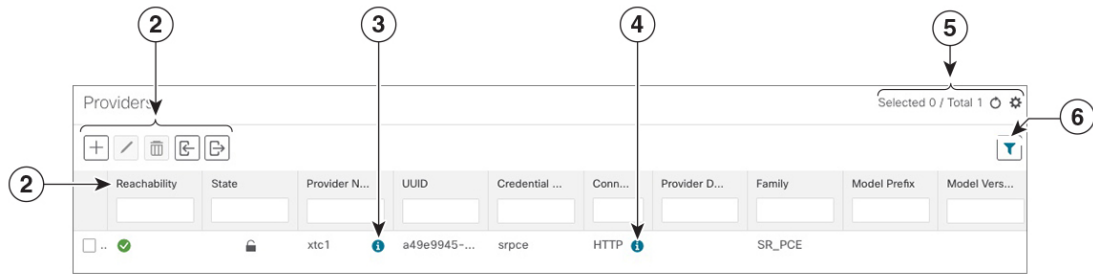 2 3 4 5
Providers
Selected 0 / Total 1
6
2
Reachability State Provider N... UUID Credential ... Conn... Provider D... Family Model Prefix Model Vers...
.. xtc1 i a49e9945-... srpce HTTP i SR_PCE